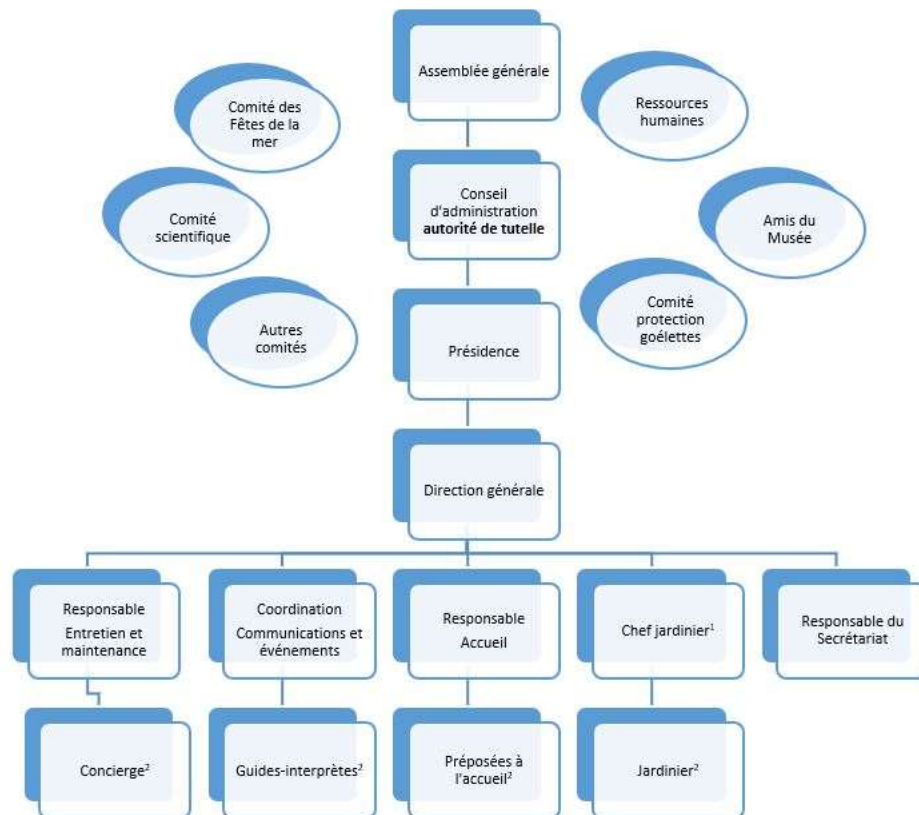 Assemblée générale
Comité des
Fêtes de la
mer
Ressources
humaines
Conseil
d'administration
autorité de tutelle
Comité
scientifique
Amis du
Musée
Autres
comités
Présidence
Comité
protection
goélettes
Direction générale
Responsable
Entretien et
maintenance
Coordination
Communications et
événements
Responsable
Accueil
Chef jardinier¹
Responsable du
Secrétariat
Concierge²
Guides-interprètes²
Préposées à
l'accueil²
Jardinier²